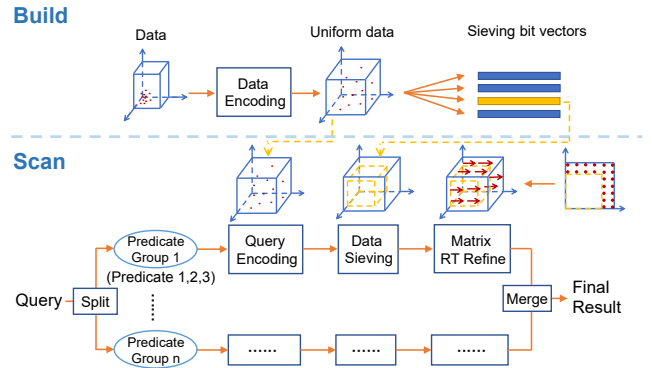 Build
Data
Uniform data
Sieving bit vectors
Data
Encoding
Scan
Predicate
Group 1
(Predicate 1,2,3)
Query
Encoding
Data
Sieving
Matrix
RT Refine
Query
Split
Merge
Final
Result
Predicate
Group n
......
......
......